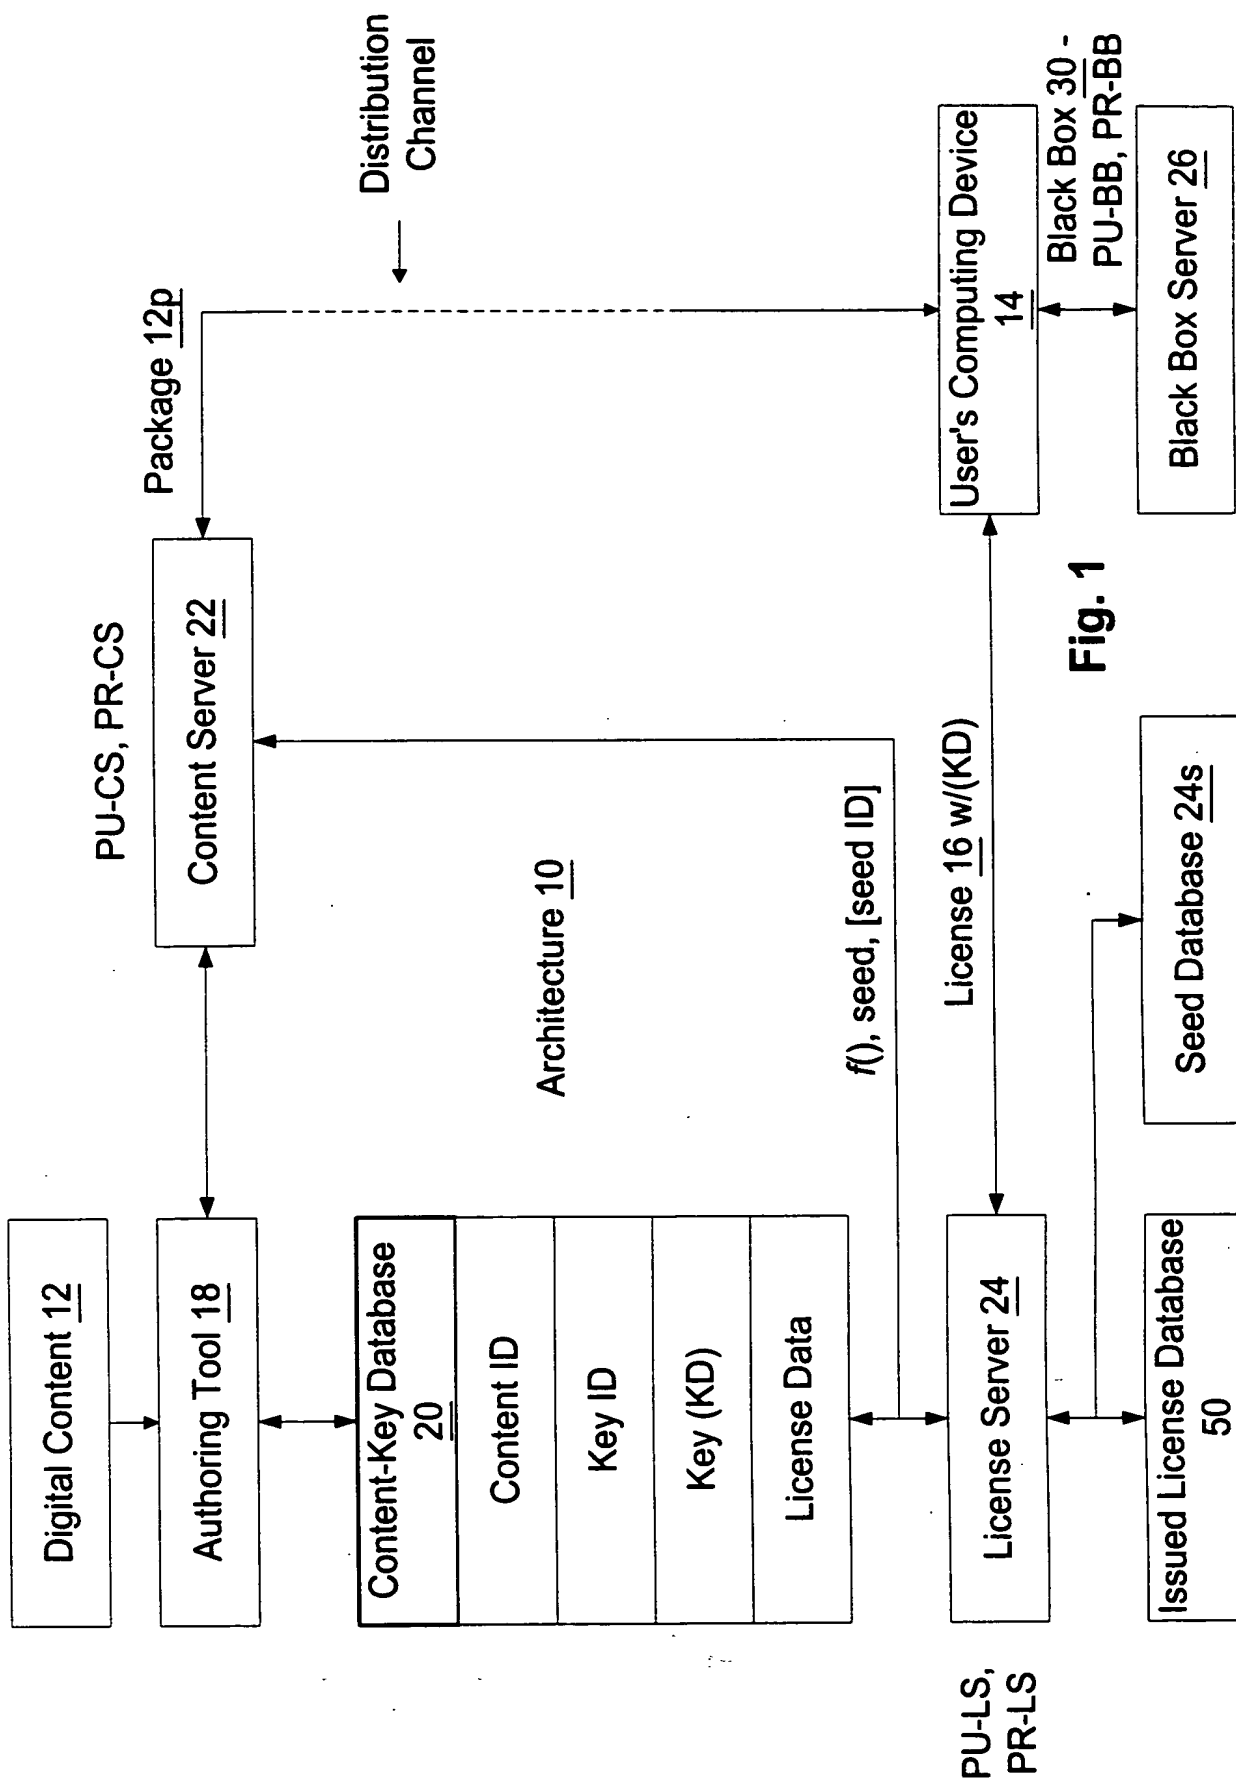 Digital Content 12
Authoring Tool 18
Content-Key Database
20
Content ID
Key ID
Key (KD)
License Data
PU-LS,
PR-LS
License Server 24
Issued License Database
50
Seed Database 24s
Architecture 10
f(), seed, [seed ID]
License 16 w/(KD)
PU-CS, PR-CS
Content Server 22
Package 12p
Distribution
Channel
User's Computing Device
14
Black Box 30 -
PU-BB, PR-BB
Black Box Server 26
Fig. 1